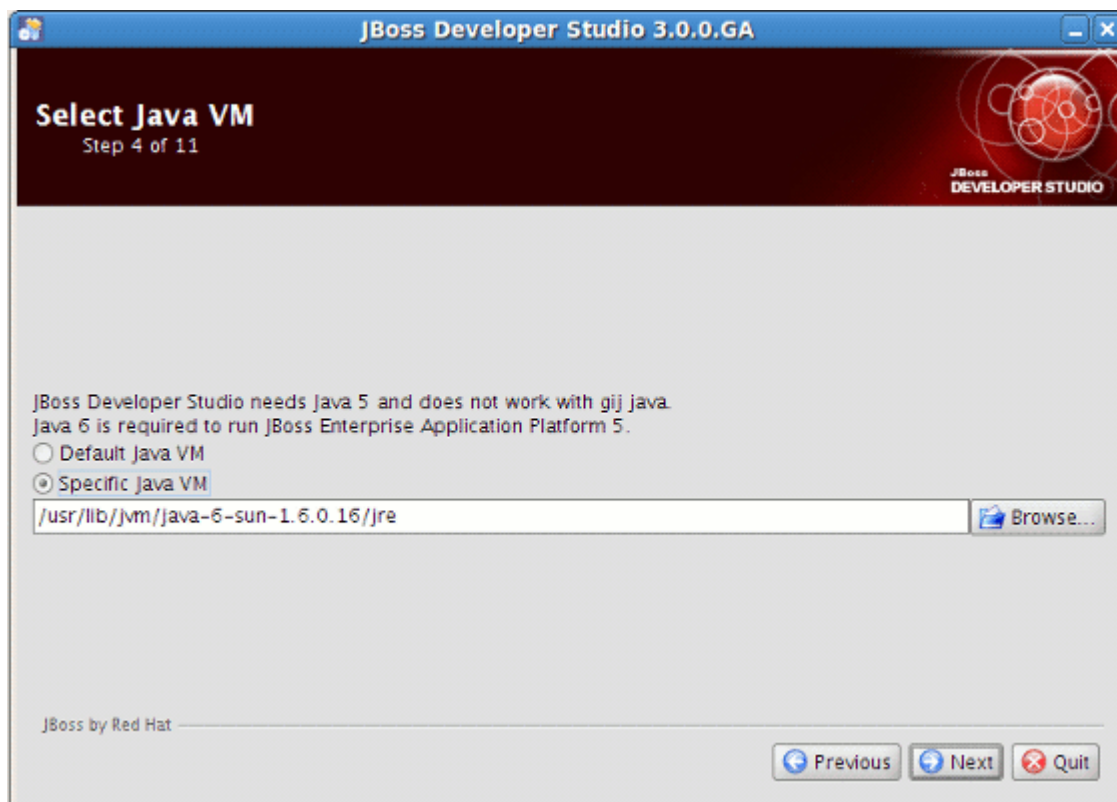 JBoss Developer Studio 3.0.0.GA
Select Java VM
Step 4 of 11
JBoss
DEVELOPER STUDIO
JBoss Developer Studio needs Java 5 and does not work with gij java.
Java 6 is required to run JBoss Enterprise Application Platform 5.
Default Java VM
Specific Java VM
/usr/lib/jvm/java-6-sun-1.6.0.16/jre
Browse...
JBoss by Red Hat
Previous
Next
Quit